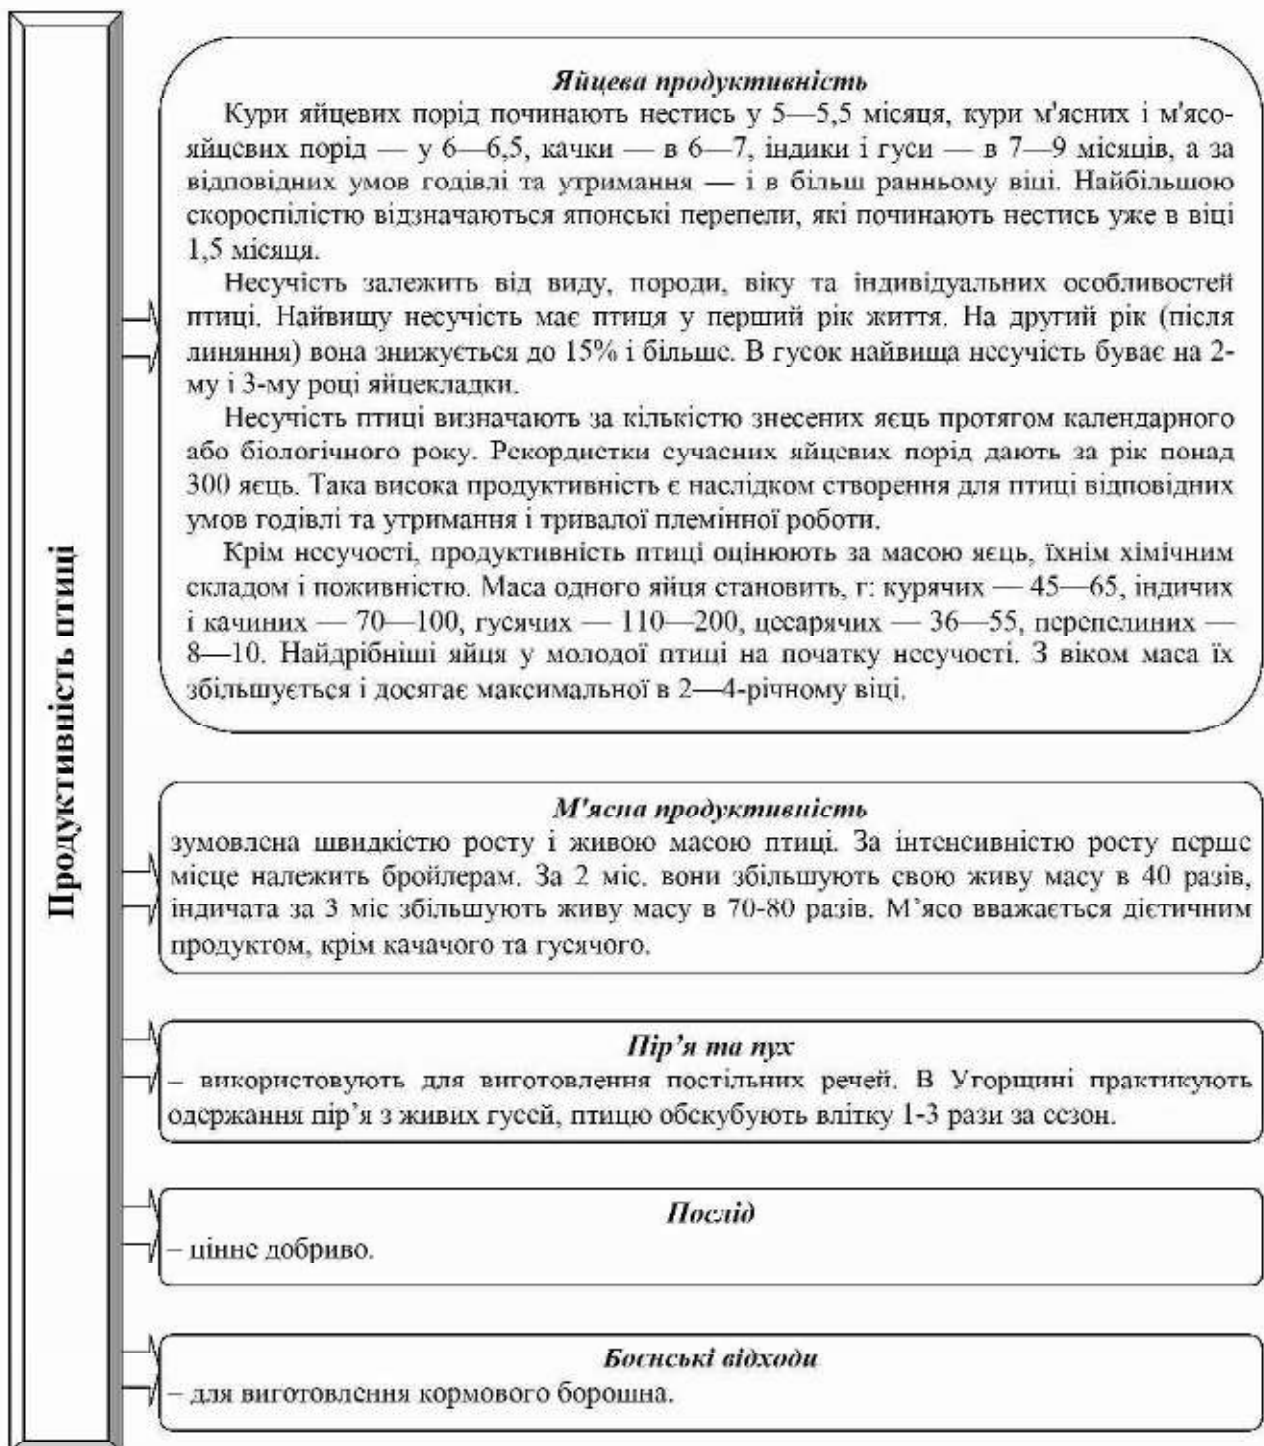 Продуктивність птиці
Яйцева продуктивність
Кури яйцевих порід починають нестись у 5—5,5 місяця, кури м'ясних і м'ясо-
яйцевих порід — у 6—6,5, качки — в 6—7, індики і гуси — в 7—9 місяців, а за
відповідних умов годівлі та утримання — і в більш ранньому віці. Найбільшою
скороспілістю відзначаються японські перепели, які починають нестись уже в віці
1,5 місяця.
Несучість залежить від виду, породи, віку та індивідуальних особливостей
птиці. Найвищу несучість має птиця у перший рік життя. На другий рік (після
линяння) вона знижується до 15% і більше. В гусок найвища несучість буває на 2-
му і 3-му році яйцекладки.
Несучість птиці визначають за кількістю знесених яєць протягом календарного
або біологічного року. Рекордистки сучасних яйцевих порід дають за рік понад
300 яєць. Така висока продуктивність є наслідком створення для птиці відповідних
умов годівлі та утримання і тривалої племінної роботи.
Крім несучості, продуктивність птиці оцінюють за масою яєць, їхнім хімічним
складом і поживністю. Маса одного яйця становить, г: курячих — 45—65, індичих
і качиних — 70—100, гусячих — 110—200, цесарячих — 36—55, перепелиних —
8—10. Найдрібніші яйця у молодої птиці на початку несучості. З віком маса їх
збільшується і досягає максимальної в 2—4-річному віці.
М'ясна продуктивність
зумовлена швидкістю росту і живою масою птиці. За інтенсивністю росту перше
місце належить бройлерам. За 2 міс. вони збільшують свою живу масу в 40 разів,
індичата за 3 міс збільшують живу масу в 70-80 разів. М’ясо вважається дієтичним
продуктом, крім качачого та гусячого.
Пір’я та пух
– використовують для виготовлення постільних речей. В Угорщині практикують
одержання пір’я з живих гусей, птицю обскубують влітку 1-3 рази за сезон.
Послід
– цінне добриво.
Боєнські відходи
– для виготовлення кормового борошна.